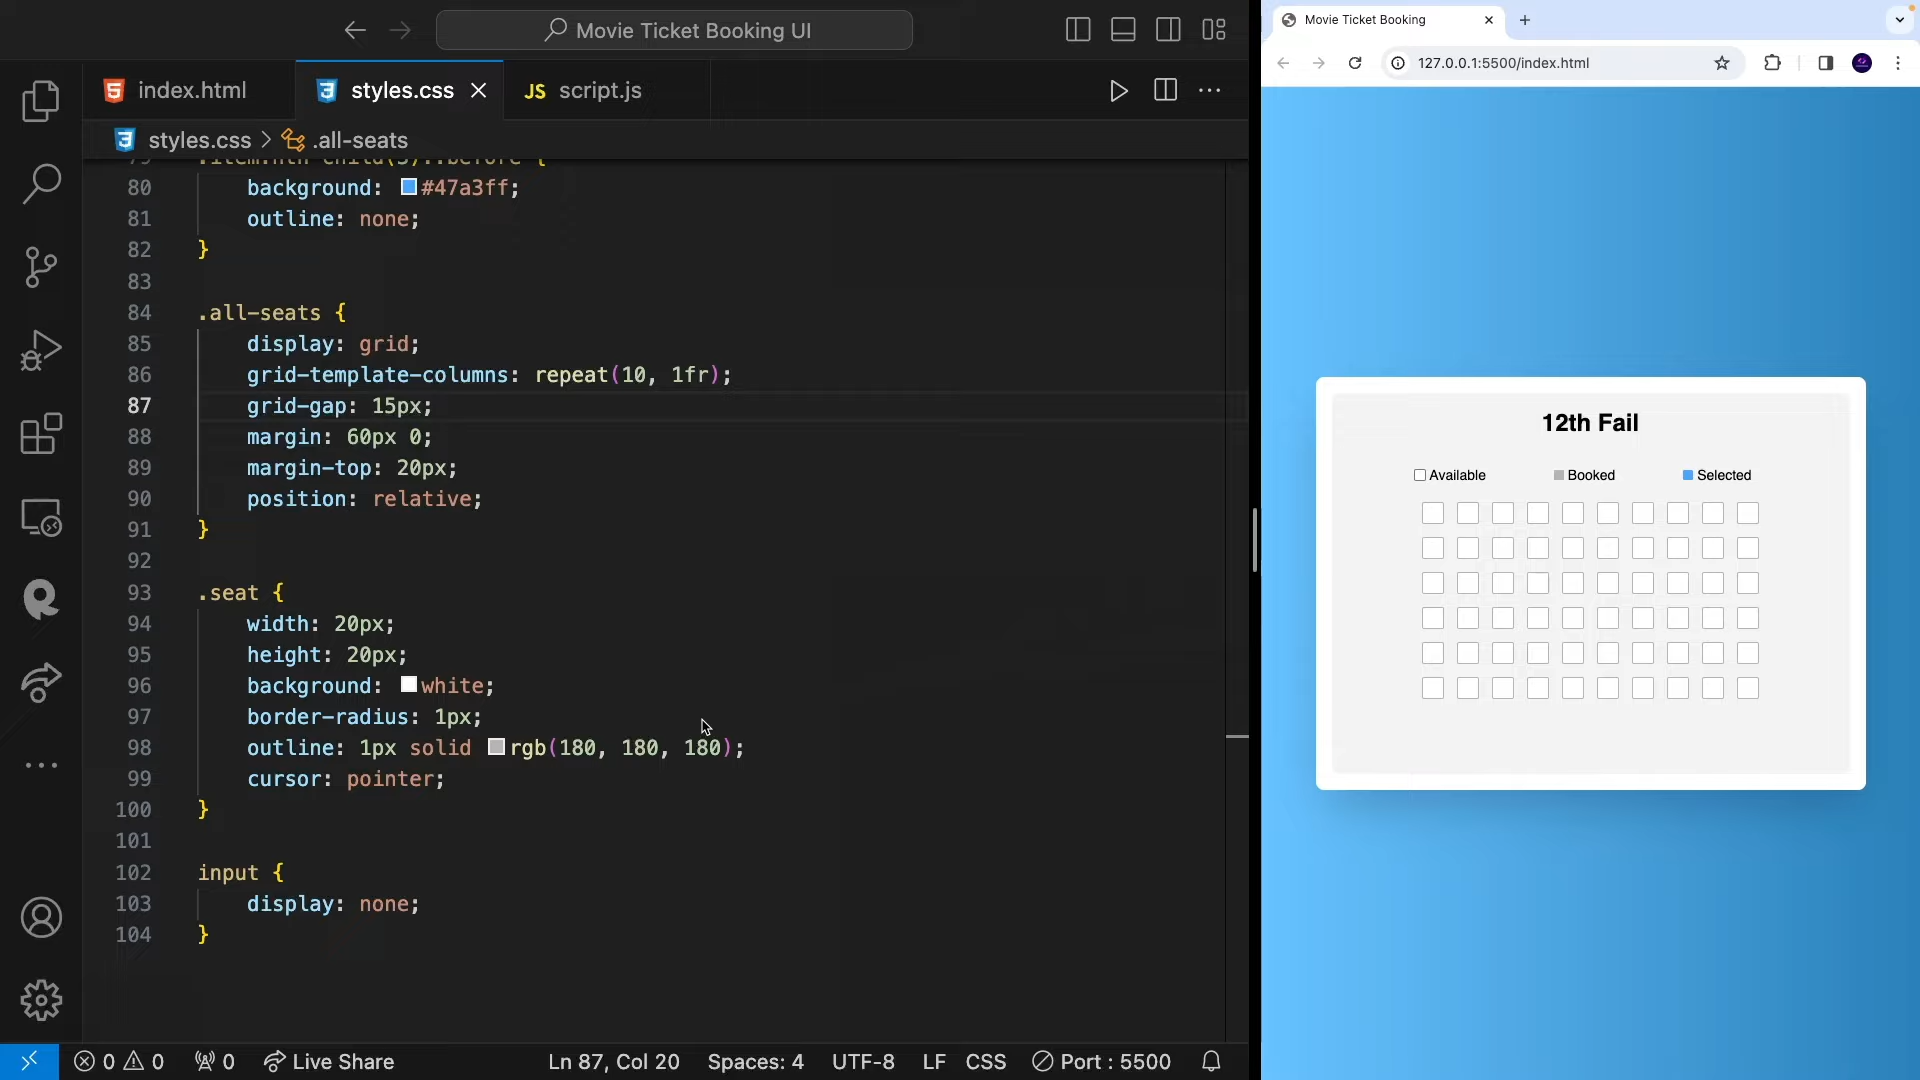 Movie Ticket Booking UI
index.html
styles.css
JS script.js
styles.css > .all-seats
80 background: #47a3ff;
81 outline: none;
82 }
83
84 .all-seats {
85 display: grid;
86 grid-template-columns: repeat(10, 1fr);
87 grid-gap: 15px;
88 margin: 60px 0;
89 margin-top: 20px;
90 position: relative;
91 }
92
93 .seat {
94 width: 20px;
95 height: 20px;
96 background: white;
97 border-radius: 1px;
98 outline: 1px solid rgb(180, 180, 180);
99 cursor: pointer;
100 }
101
102 input {
103 display: none;
104 }
0 0 0 Live Share Ln 87, Col 20 Spaces: 4 UTF-8 LF CSS Port : 5500
Movie Ticket Booking
127.0.0.1:5500/index.html
12th Fail
Available Booked Selected